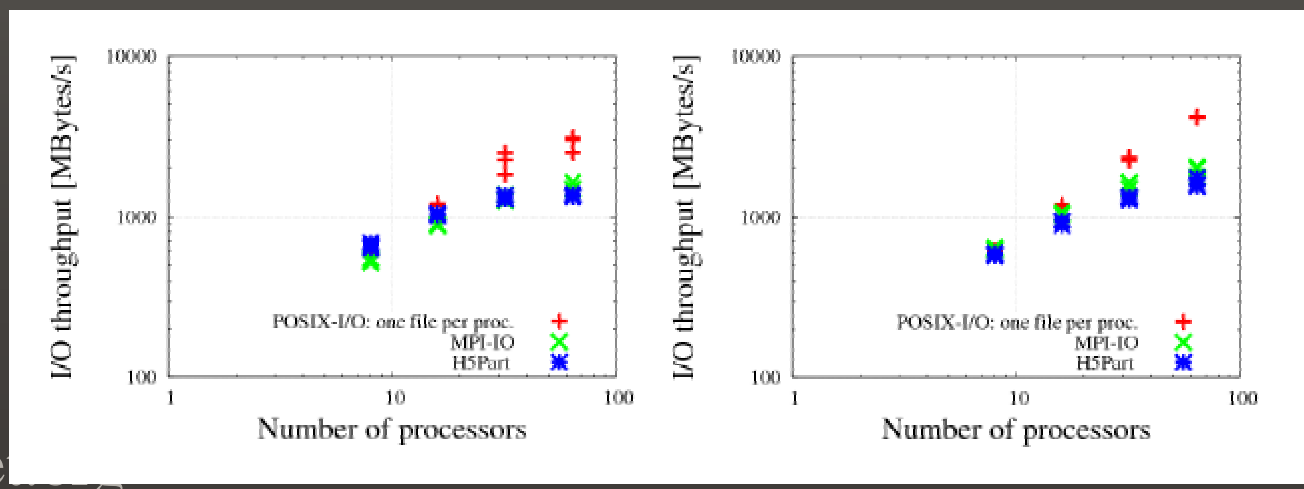 I/O throughput [MBytes/s]
10000
1000
100
POSIX-I/O: one file per proc.
MPI-IO
H5Part
1 10 100
Number of processors
I/O throughput [MBytes/s]
10000
1000
100
POSIX-I/O: one file per proc.
MPI-IO
H5Part
1 10 100
Number of processors